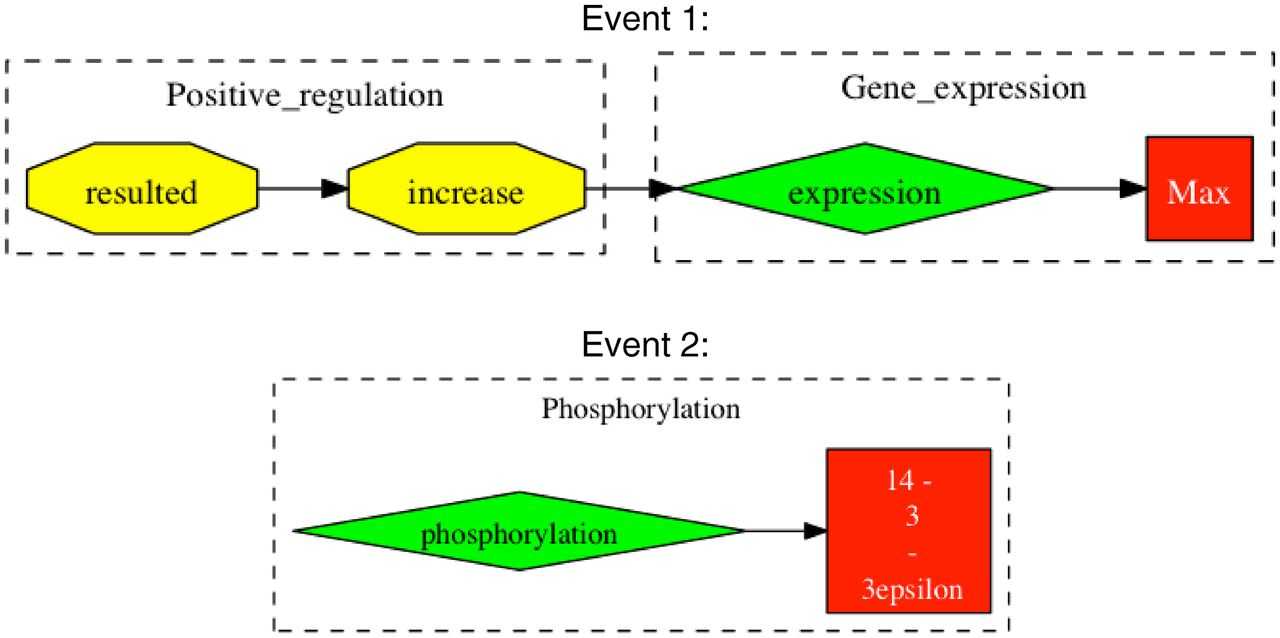 Event 1:
Positive_regulation
Gene_expression
resulted
increase
expression
Max
Event 2:
Phosphorylation
phosphorylation
14 -
3
-
3epsilon